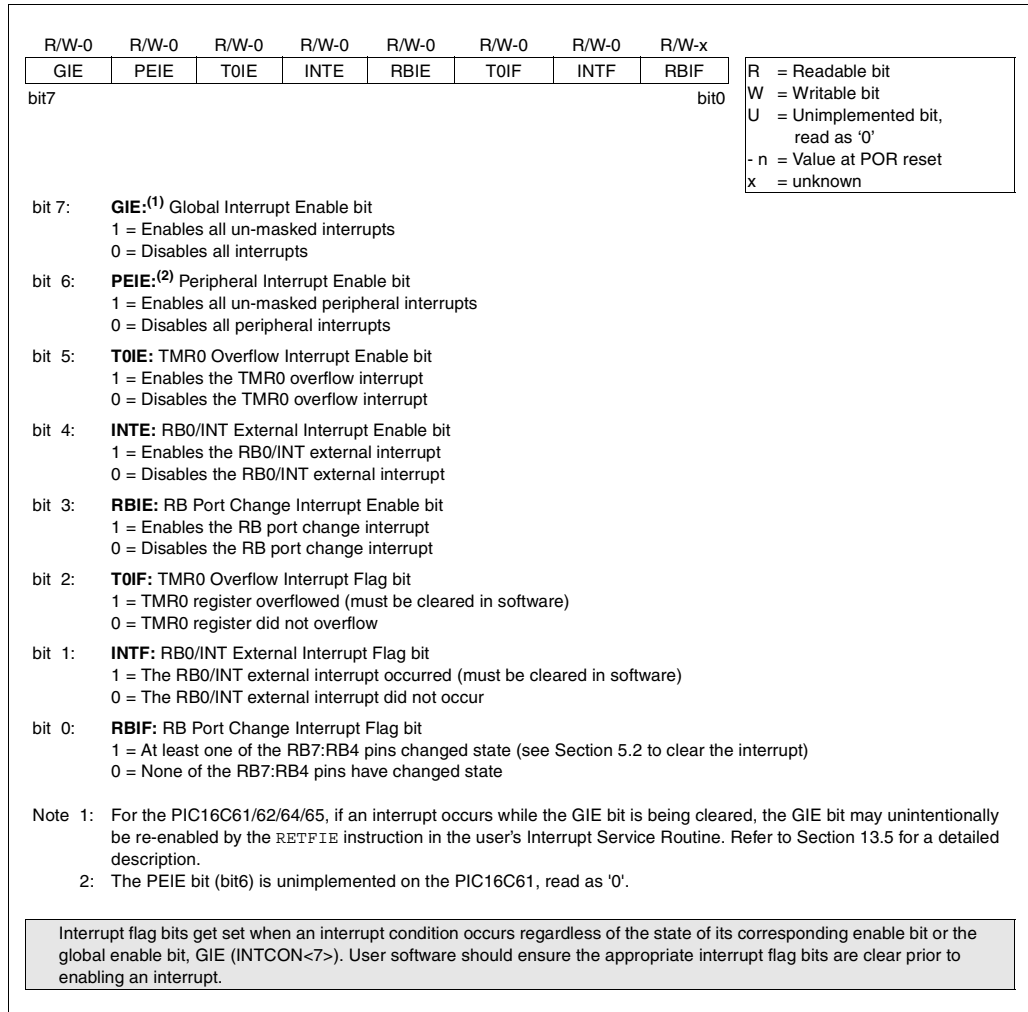 R/W-0 R/W-0 R/W-0 R/W-0 R/W-0 R/W-0 R/W-0 R/W-x
GIE PEIE T0IE INTE RBIE T0IF INTF RBIF
bit7 bit0
R = Readable bit
W = Writable bit
U = Unimplemented bit,
read as ‘0’
- n = Value at POR reset
x = unknown
bit 7: GIE:(1) Global Interrupt Enable bit
1 = Enables all un-masked interrupts
0 = Disables all interrupts
bit 6: PEIE:(2) Peripheral Interrupt Enable bit
1 = Enables all un-masked peripheral interrupts
0 = Disables all peripheral interrupts
bit 5: T0IE: TMR0 Overflow Interrupt Enable bit
1 = Enables the TMR0 overflow interrupt
0 = Disables the TMR0 overflow interrupt
bit 4: INTE: RB0/INT External Interrupt Enable bit
1 = Enables the RB0/INT external interrupt
0 = Disables the RB0/INT external interrupt
bit 3: RBIE: RB Port Change Interrupt Enable bit
1 = Enables the RB port change interrupt
0 = Disables the RB port change interrupt
bit 2: T0IF: TMR0 Overflow Interrupt Flag bit
1 = TMR0 register overflowed (must be cleared in software)
0 = TMR0 register did not overflow
bit 1: INTF: RB0/INT External Interrupt Flag bit
1 = The RB0/INT external interrupt occurred (must be cleared in software)
0 = The RB0/INT external interrupt did not occur
bit 0: RBIF: RB Port Change Interrupt Flag bit
1 = At least one of the RB7:RB4 pins changed state (see Section 5.2 to clear the interrupt)
0 = None of the RB7:RB4 pins have changed state
Note 1: For the PIC16C61/62/64/65, if an interrupt occurs while the GIE bit is being cleared, the GIE bit may unintentionally
be re-enabled by the RETFIE instruction in the user's Interrupt Service Routine. Refer to Section 13.5 for a detailed
description.
2: The PEIE bit (bit6) is unimplemented on the PIC16C61, read as '0'.
Interrupt flag bits get set when an interrupt condition occurs regardless of the state of its corresponding enable bit or the
global enable bit, GIE (INTCON<7>). User software should ensure the appropriate interrupt flag bits are clear prior to
enabling an interrupt.